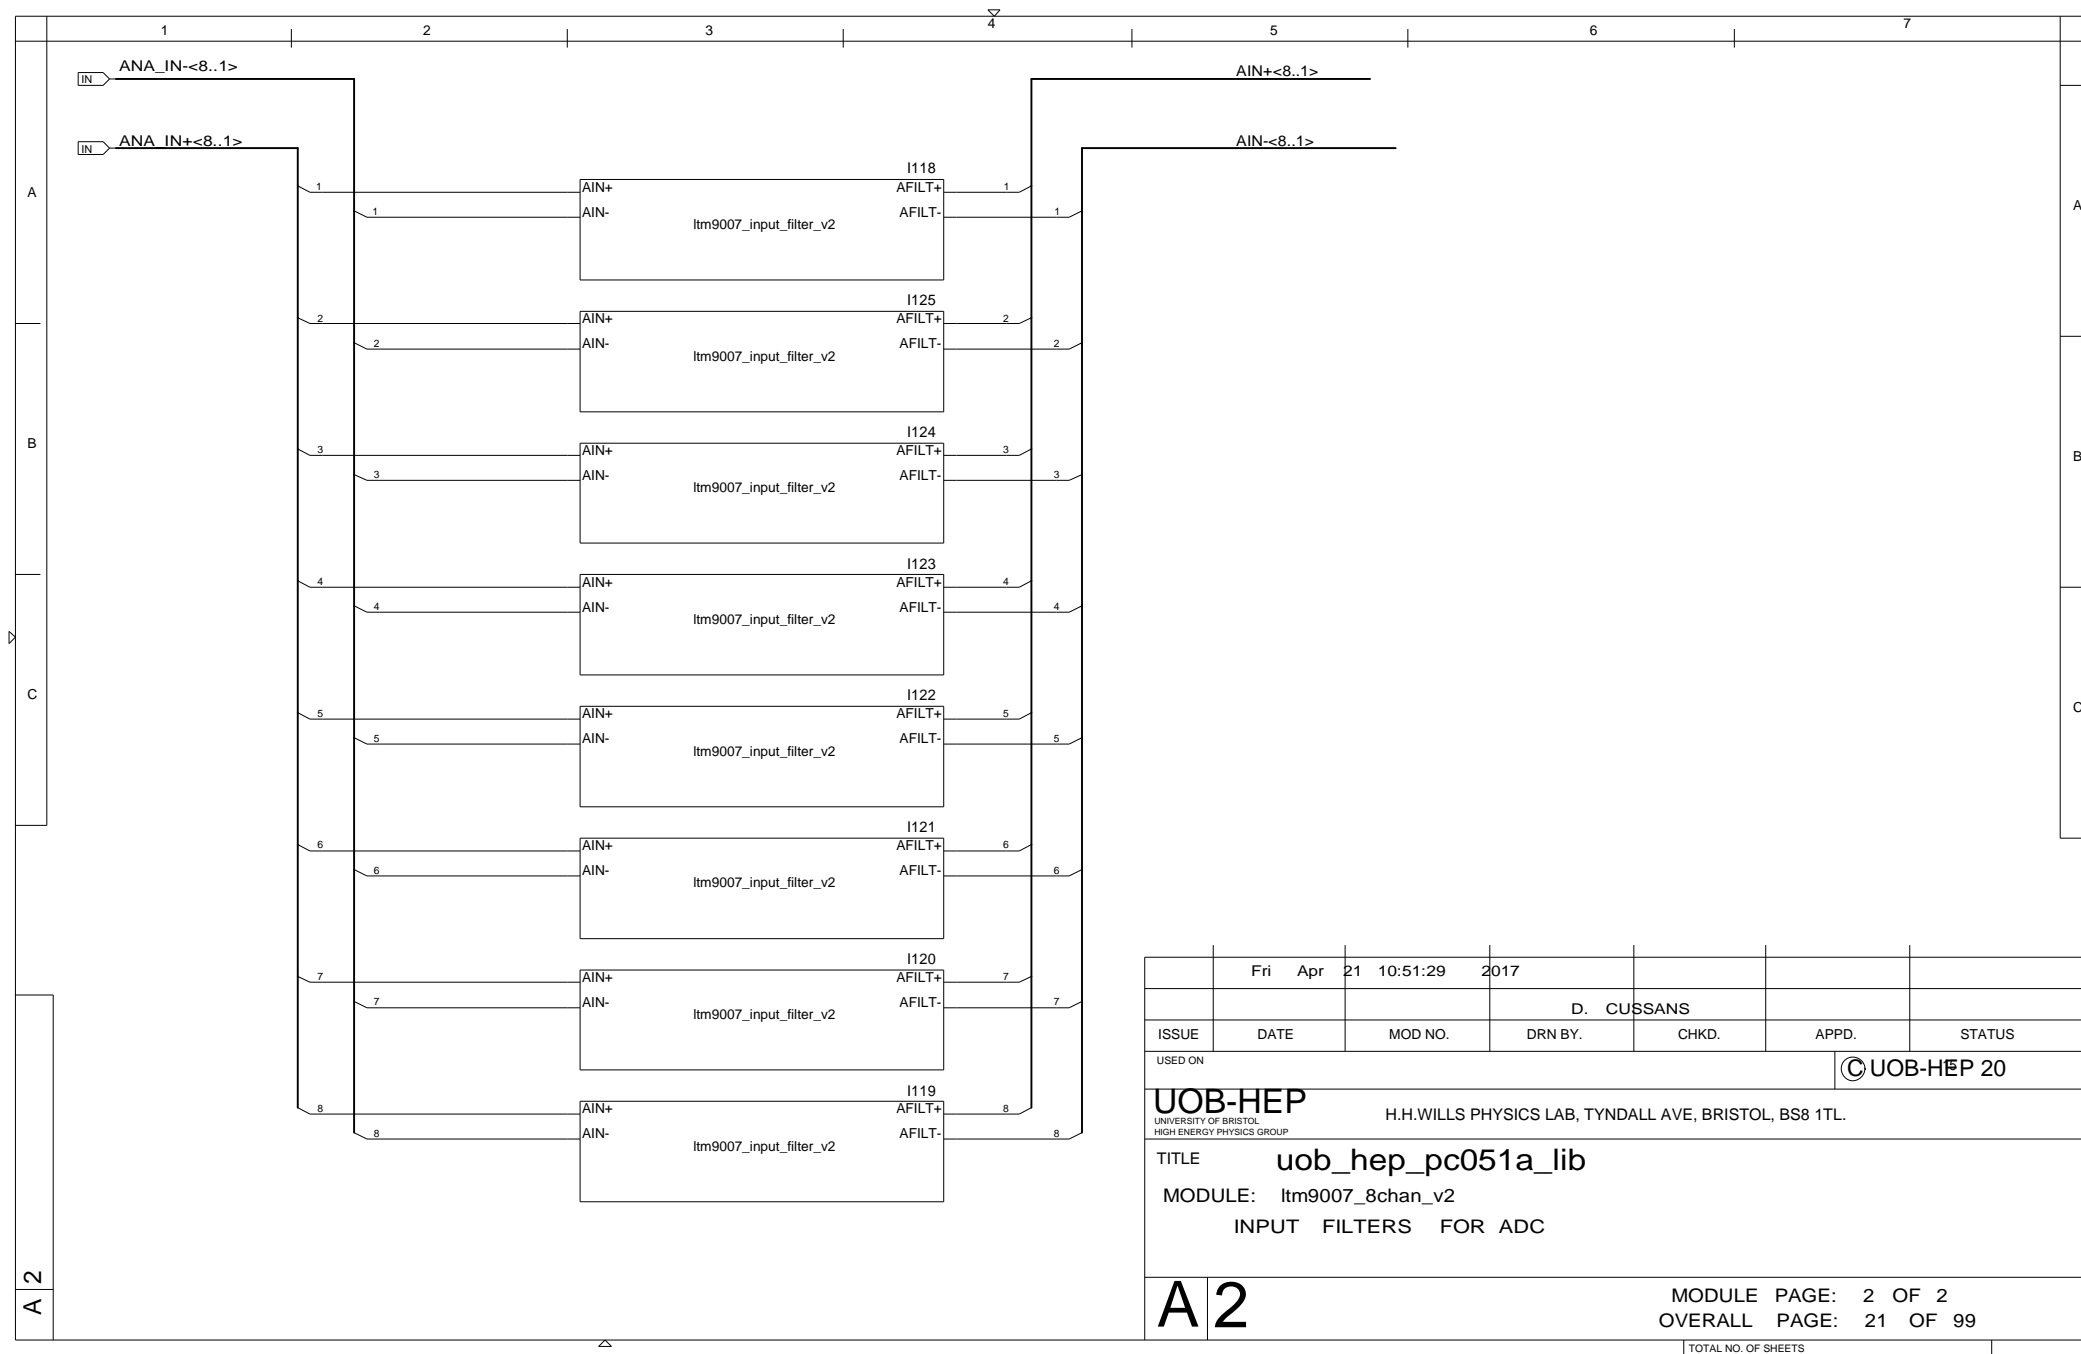 1 2 3 4 5 6 7
IN ANA_IN-<8..1> AIN+<8..1>
IN ANA_IN+<8..1> AIN-<8..1>
I118
A 1 AIN+ AFILT+ 1 A
1 AIN- AFILT- 1
ltm9007_input_filter_v2
I125
2 AIN+ AFILT+ 2
2 AIN- AFILT- 2
ltm9007_input_filter_v2
I124
B 3 AIN+ AFILT+ 3 B
3 AIN- AFILT- 3
ltm9007_input_filter_v2
I123
4 AIN+ AFILT+ 4
4 AIN- AFILT- 4
ltm9007_input_filter_v2
I122
C 5 AIN+ AFILT+ 5 C
5 AIN- AFILT- 5
ltm9007_input_filter_v2
I121
6 AIN+ AFILT+ 6
6 AIN- AFILT- 6
ltm9007_input_filter_v2
I120
7 AIN+ AFILT+ 7
7 AIN- AFILT- 7
ltm9007_input_filter_v2
I119
8 AIN+ AFILT+ 8
8 AIN- AFILT- 8
ltm9007_input_filter_v2
A 2
Fri Apr 21 10:51:29 2017
D. CUSSANS
ISSUE DATE MOD NO. DRN BY. CHKD. APPD. STATUS
USED ON
© UOB-HEP 20
UOB-HEP
UNIVERSITY OF BRISTOL
HIGH ENERGY PHYSICS GROUP
H.H.WILLS PHYSICS LAB, TYNDALL AVE, BRISTOL, BS8 1TL.
TITLE uob_hep_pc051a_lib
MODULE: ltm9007_8chan_v2
INPUT FILTERS FOR ADC
A 2
MODULE PAGE: 2 OF 2
OVERALL PAGE: 21 OF 99
TOTAL NO. OF SHEETS